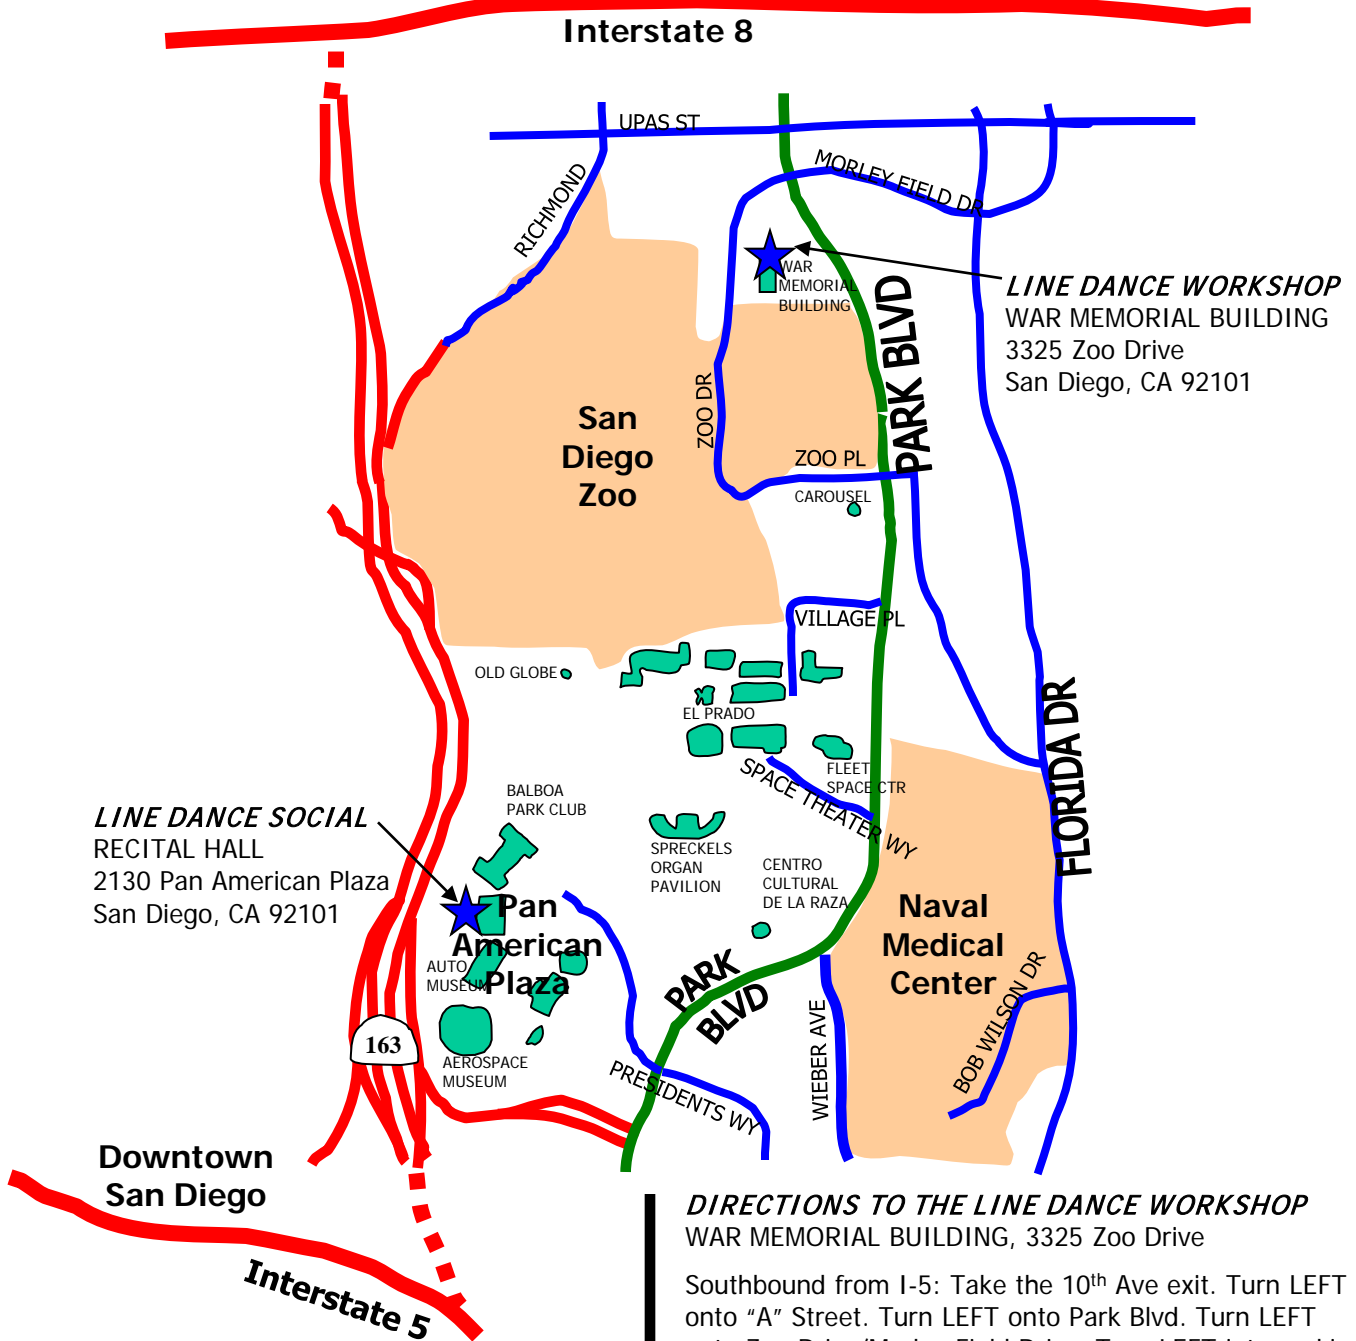 Interstate 8
UPAS ST
MORLEY FIELD DR
RICHMOND
WAR
MEMORIAL
BUILDING
LINE DANCE WORKSHOP
WAR MEMORIAL BUILDING
3325 Zoo Drive
San Diego, CA 92101
PARK BLVD
ZOO DR
San
Diego
Zoo
ZOO PL
CAROUSEL
VILLAGE PL
OLD GLOBE
EL PRADO
FLORIDA DR
FLEET
SPACE CTR
SPACE THEATER WY
BALBOA
PARK CLUB
LINE DANCE SOCIAL
RECITAL HALL
2130 Pan American Plaza
San Diego, CA 92101
SPRECKELS
ORGAN
PAVILION
CENTRO
CULTURAL
DE LA RAZA
Pan
American
Plaza
Naval
Medical
Center
AUTO
MUSEUM
PARK
BLVD
BOB WILSON DR
WIEBER AVE
163
AEROSPACE
MUSEUM
PRESIDENTS WY
Downtown
San Diego
Interstate 5
DIRECTIONS TO THE LINE DANCE WORKSHOP
WAR MEMORIAL BUILDING, 3325 Zoo Drive
Southbound from I-5: Take the 10th Ave exit. Turn LEFT
onto “A” Street. Turn LEFT onto Park Blvd. Turn LEFT